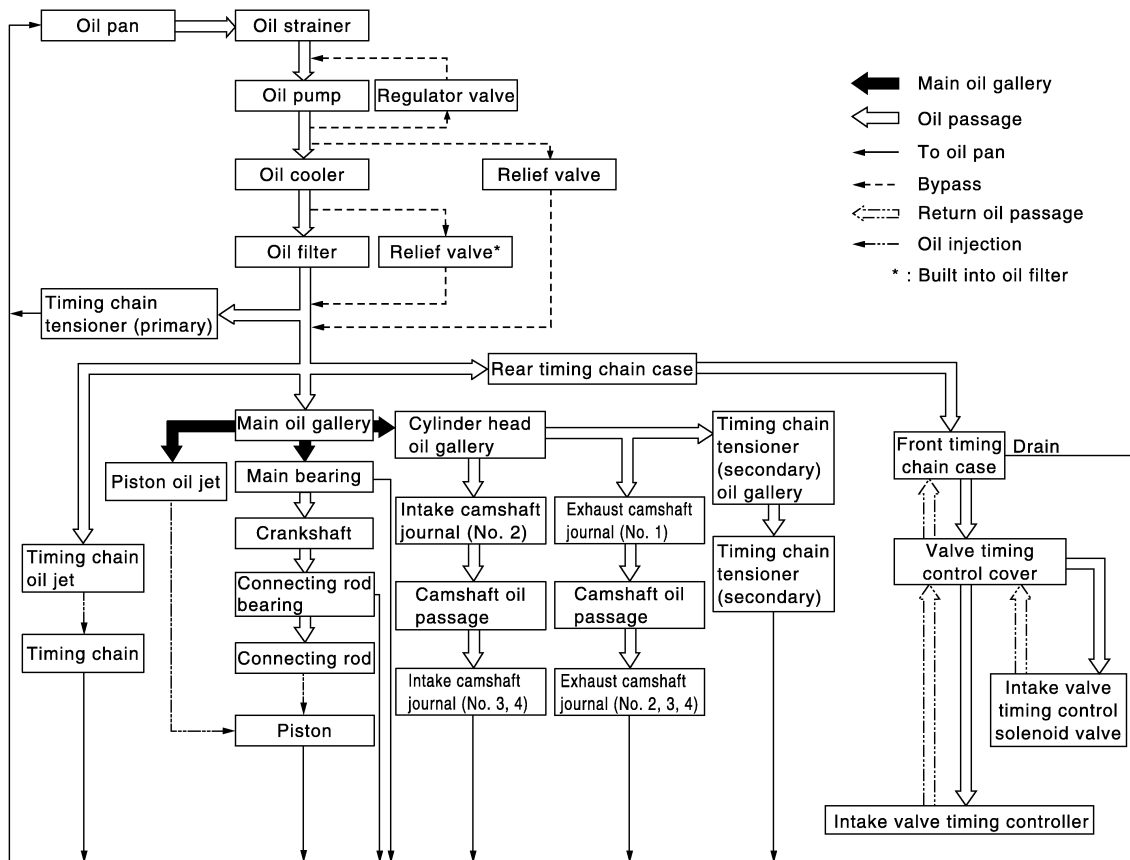 Oil pan
Oil strainer
Oil pump
Regulator valve
Oil cooler
Relief valve
Oil filter
Relief valve*
Main oil gallery
Oil passage
To oil pan
Bypass
Return oil passage
Oil injection
* : Built into oil filter
Timing chain
tensioner (primary)
Rear timing chain case
Main oil gallery
Cylinder head
oil gallery
Timing chain
tensioner
(secondary)
oil gallery
Front timing
chain case
Drain
Piston oil jet
Main bearing
Intake camshaft
journal (No. 2)
Exhaust camshaft
journal (No. 1)
Crankshaft
Timing chain
oil jet
Timing chain
tensioner
(secondary)
Valve timing
control cover
Connecting rod
bearing
Camshaft oil
passage
Camshaft oil
passage
Timing chain
Connecting rod
Intake camshaft
journal (No. 3, 4)
Exhaust camshaft
journal (No. 2, 3, 4)
Intake valve
timing control
solenoid valve
Piston
Intake valve timing controller